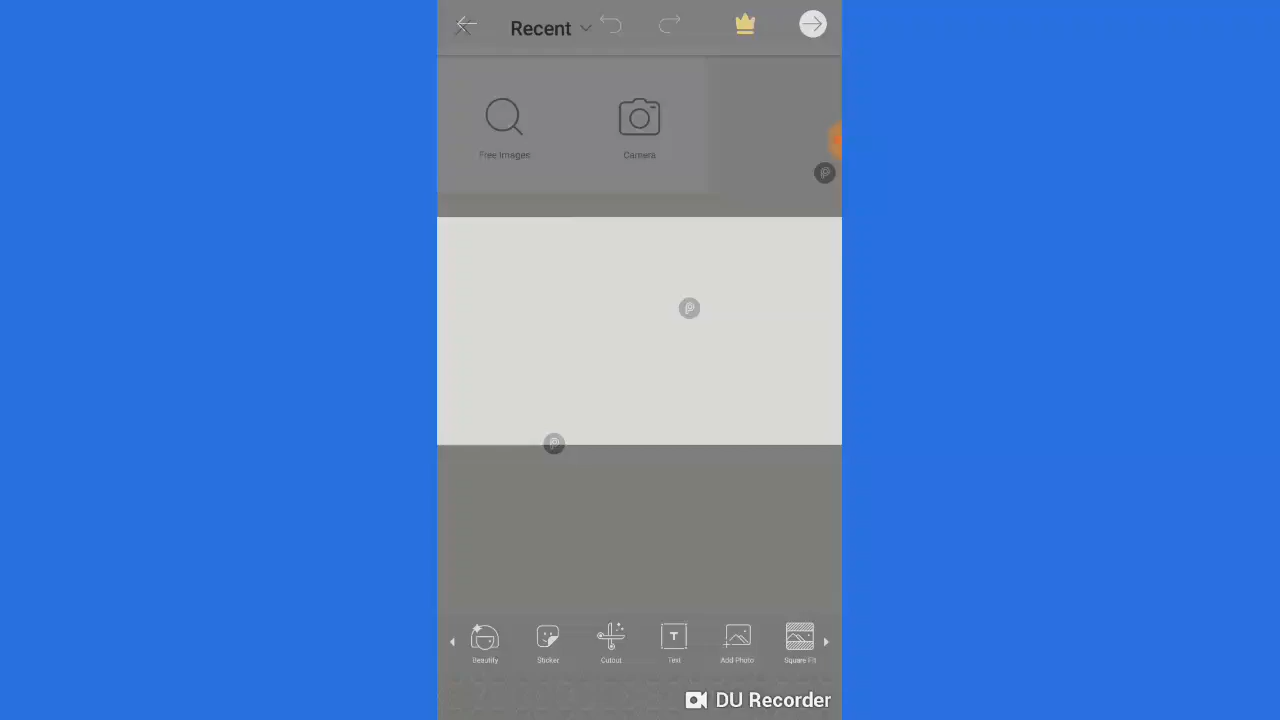 Recent
Free Images
Camera
Beautify
Sticker
Cutout
Text
Add Photo
Square Fit
DU Recorder